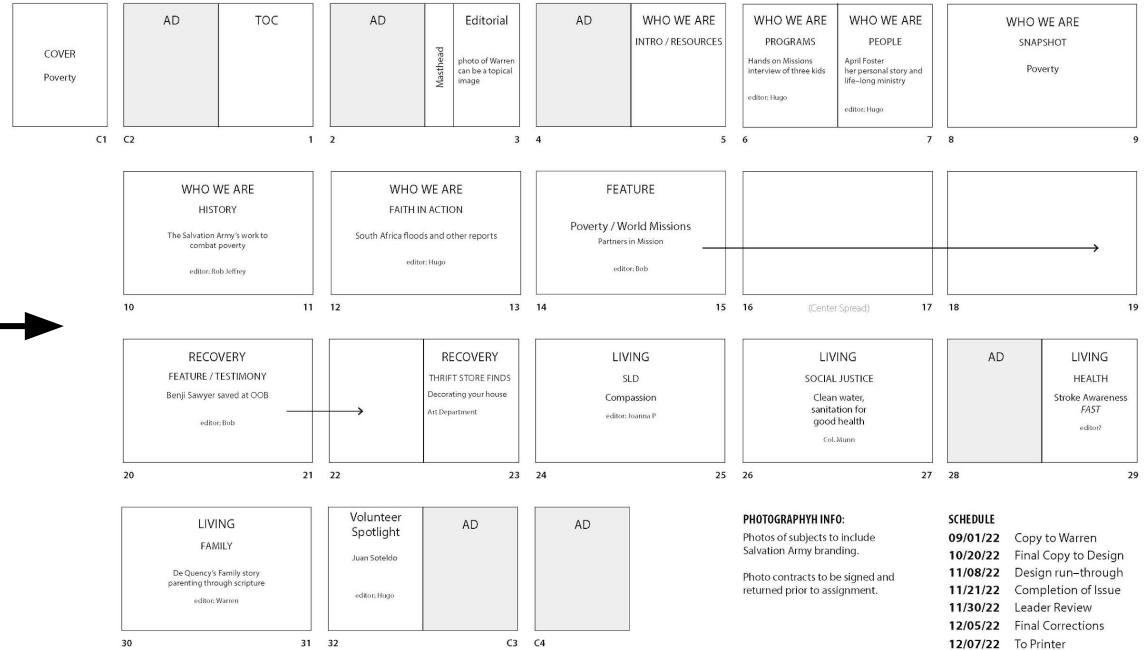 COVER
Poverty
C1
AD
TOC
C2
1
AD
Masthead
Editorial
photo of Warren
can be a topical
image
2
3
AD
WHO WE ARE
INTRO / RESOURCES
4
5
WHO WE ARE
PROGRAMS
Hands on Missions
interview of three kids
editor: Hugo
WHO WE ARE
PEOPLE
April Foster
her personal story and
life–long ministry
editor: Hugo
6
7
WHO WE ARE
SNAPSHOT
Poverty
8
9
WHO WE ARE
HISTORY
The Salvation Army's work to
combat poverty
editor: Rob Jeffrey
10
11
WHO WE ARE
FAITH IN ACTION
South Africa floods and other reports
editor: Hugo
12
13
FEATURE
Poverty / World Missions
Partners in Mission
editor: Bob
14
15
16
(Center Spread)
17
18
19
RECOVERY
FEATURE / TESTIMONY
Benji Sawyer saved at OOB
editor: Bob
20
21
RECOVERY
THRIFT STORE FINDS
Decorating your house
Art Department
22
23
LIVING
SLD
Compassion
editor: Joanna P
24
25
LIVING
SOCIAL JUSTICE
Clean water,
sanitation for
good health
Col. Munn
26
27
AD
LIVING
HEALTH
Stroke Awareness
FAST
editor?
28
29
LIVING
FAMILY
De Quency's Family story
parenting through scripture
editor: Warren
30
31
Volunteer
Spotlight
Juan Soteldo
editor: Hugo
AD
32
C3
AD
C4
PHOTOGRAPHYH INFO:
Photos of subjects to include
Salvation Army branding.
Photo contracts to be signed and
returned prior to assignment.
SCHEDULE
09/01/22 Copy to Warren
10/20/22 Final Copy to Design
11/08/22 Design run–through
11/21/22 Completion of Issue
11/30/22 Leader Review
12/05/22 Final Corrections
12/07/22 To Printer